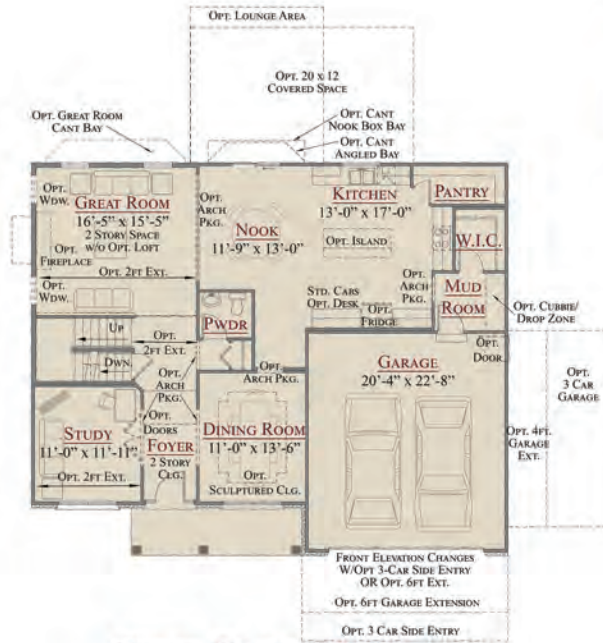 OPT. LOUNGE AREA
OPT. 20 x 12
COVERED SPACE
OPT. GREAT ROOM
CANT BAY
OPT. CANT
NOOK BOX BAY
OPT. CANT
ANGLED BAY
OPT.
WDW.
GREAT ROOM
16'-5" x 15'-5"
2 STORY SPACE
W/O OPT. LOFT
OPT.
FIREPLACE
OPT. 2FT EXT.
OPT.
WDW.
OPT.
ARCH
PKG.
NOOK
11'-9" x 13'-0"
KITCHEN
13'-0" x 17'-0"
OPT. ISLAND
PANTRY
W.I.C.
STD. CABS
OPT. DESK
OPT.
ARCH
PKG.
OPT.
FRIDGE
MUD
ROOM
OPT. CUBBIE/
DROP ZONE
UP
DWN.
OPT.
2FT EXT.
PWDR
OPT.
ARCH
PKG.
OPT.
DOORS
OPT. ARCH PKG.
GARAGE
20'-4" x 22'-8"
OPT.
DOOR
OPT.
3 CAR
GARAGE
OPT. 4FT.
GARAGE
EXT.
STUDY
11'-0" x 11'-11"
OPT. 2FT EXT.
FOYER
2 STORY
CLG.
DINING ROOM
11'-0" x 13'-6"
OPT.
SCULPTURED CLG.
FRONT ELEVATION CHANGES
W/OPT 3-CAR SIDE ENTRY
OR OPT. 6FT EXT.
OPT. 6FT GARAGE EXTENSION
OPT. 3 CAR SIDE ENTRY